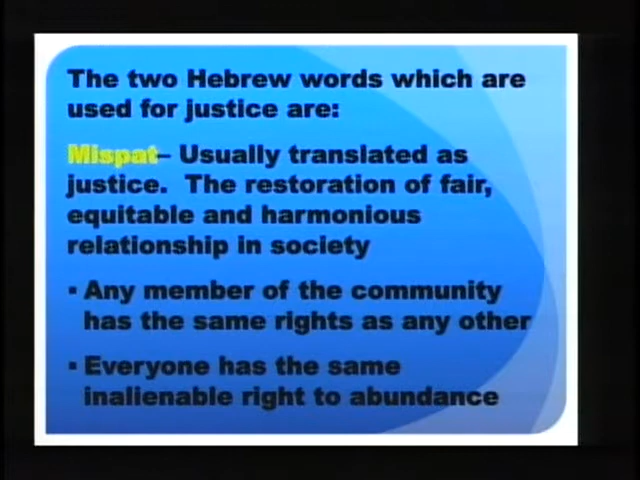 The two Hebrew words which are
used for justice are:
Mispat– Usually translated as
justice. The restoration of fair,
equitable and harmonious
relationship in society
▪ Any member of the community
has the same rights as any other
▪ Everyone has the same
inalienable right to abundance